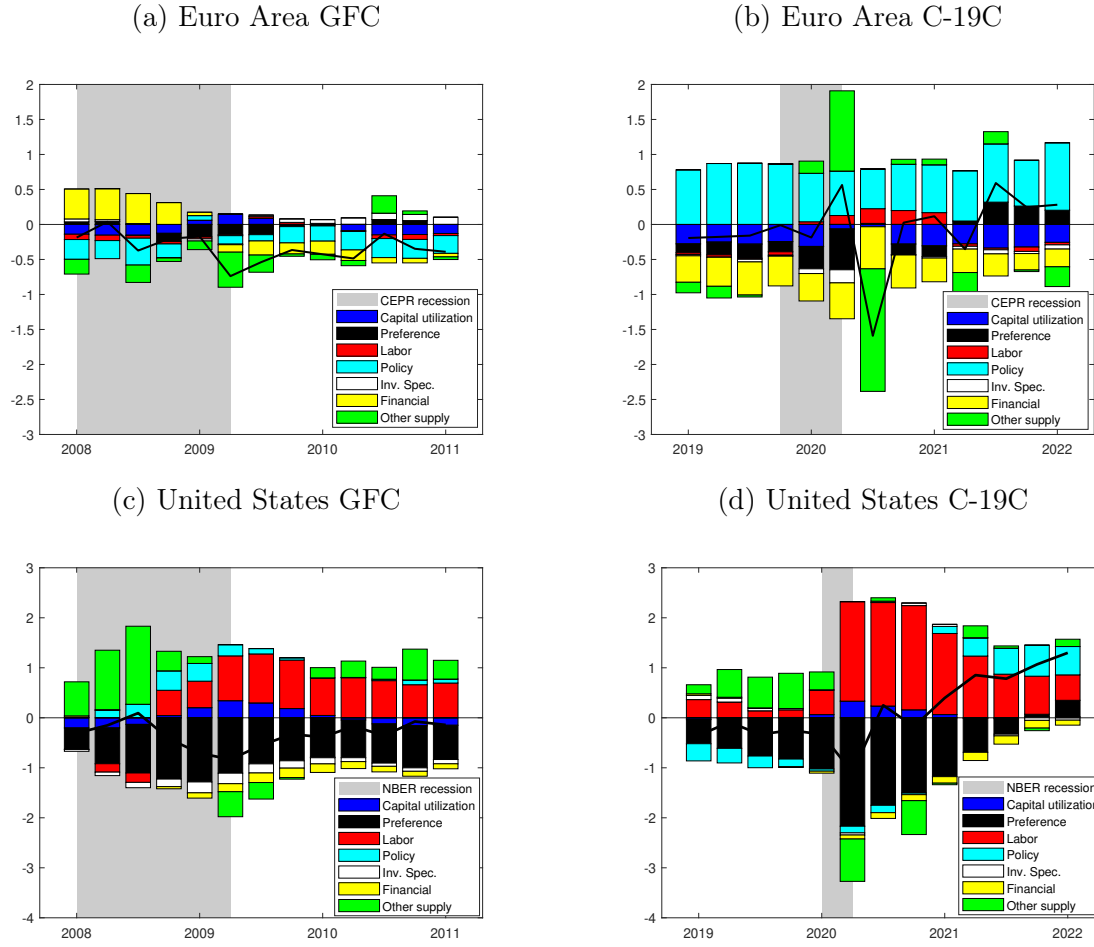 (a) Euro Area GFC
(b) Euro Area C-19C
2
1.5
1
0.5
0
-0.5
-1
-1.5
-2
-2.5
-3
2008
2009
2010
2011
CEPR recession
Capital utilization
Preference
Labor
Policy
Inv. Spec.
Financial
Other supply
2
1.5
1
0.5
0
-0.5
-1
-1.5
-2
-2.5
-3
2019
2020
2021
2022
CEPR recession
Capital utilization
Preference
Labor
Policy
Inv. Spec.
Financial
Other supply
(c) United States GFC
(d) United States C-19C
3
2
1
0
-1
-2
-3
-4
2008
2009
2010
2011
NBER recession
Capital utilization
Preference
Labor
Policy
Inv. Spec.
Financial
Other supply
3
2
1
0
-1
-2
-3
-4
2019
2020
2021
2022
NBER recession
Capital utilization
Preference
Labor
Policy
Inv. Spec.
Financial
Other supply